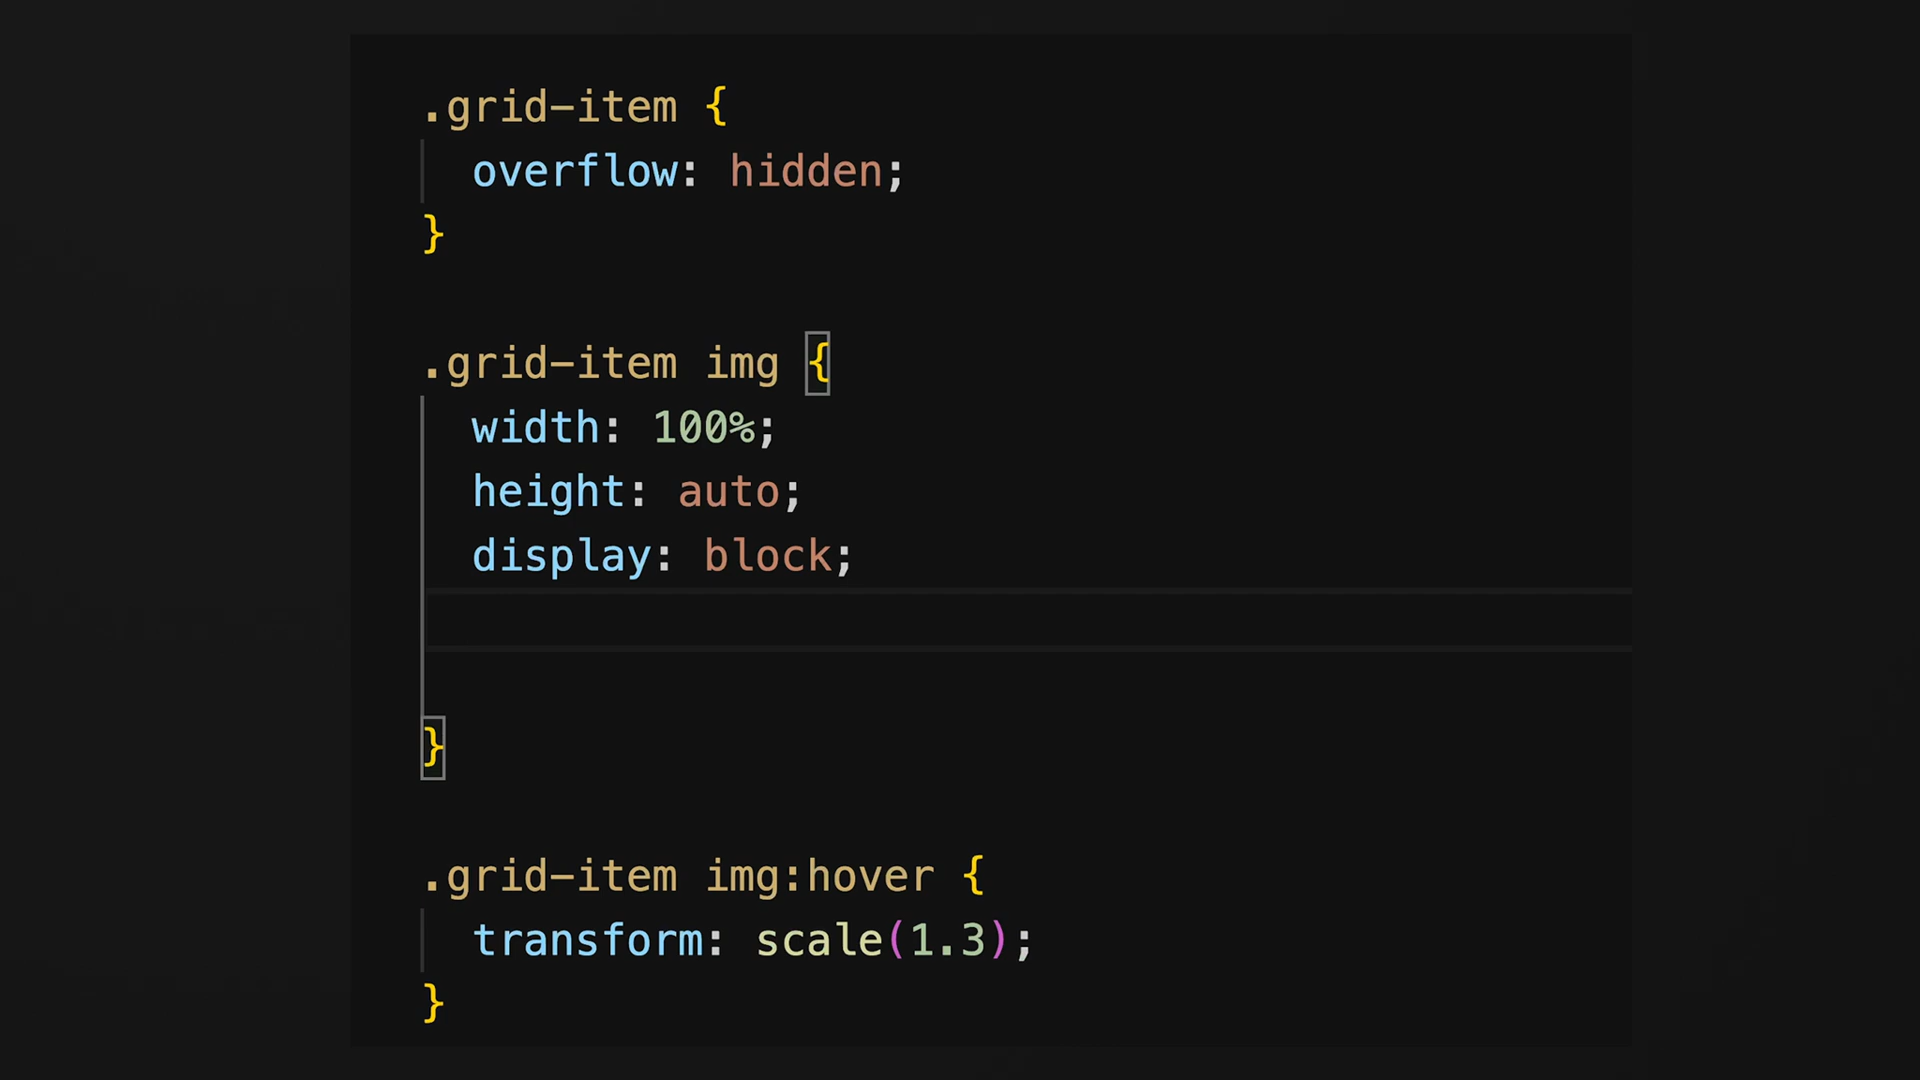 .grid-item {
  overflow: hidden;
}
.grid-item img {
  width: 100%;
  height: auto;
  display: block;
}
.grid-item img:hover {
  transform: scale(1.3);
}